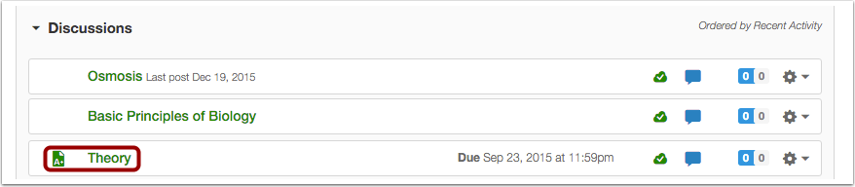 Discussions
Ordered by Recent Activity
Osmosis Last post Dec 19, 2015
0 0
Basic Principles of Biology
0 0
A+ Theory Due Sep 23, 2015 at 11:59pm
0 0